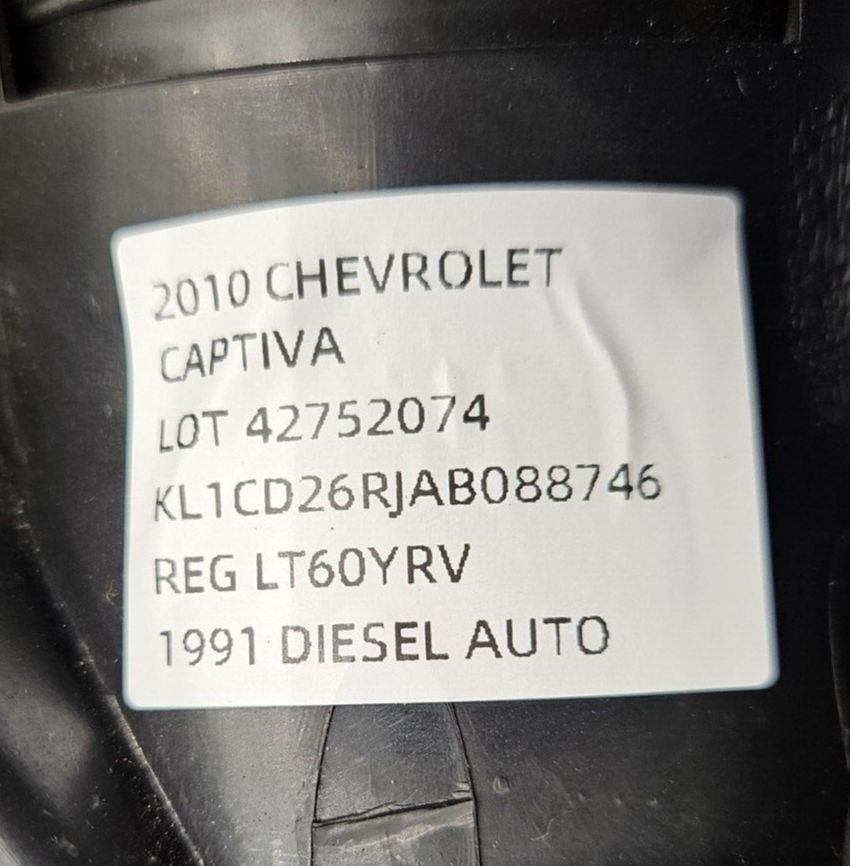 2010 CHEVROLET
CAPTIVA
LOT 42752074
KL1CD26RJAB088746
REG LT60YRV
1991 DIESEL AUTO